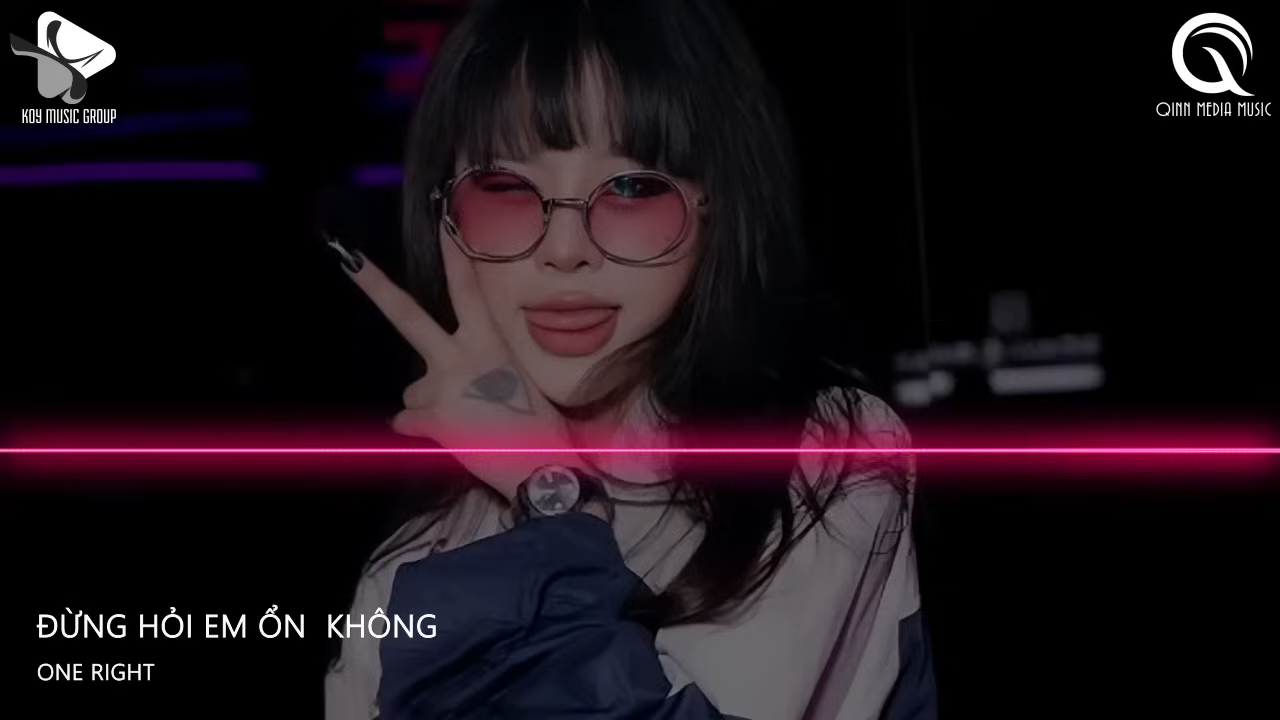 KOY MUSIC GROUP
QINN MEDIA MUSIC
ĐỪNG HỎI EM ỔN  KHÔNG
ONE RIGHT